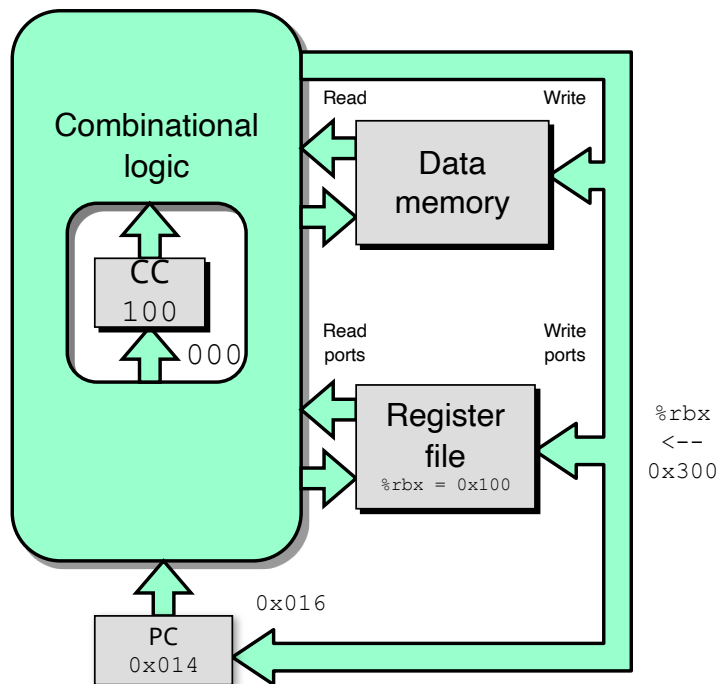 Combinational
logic
CC
100
000
Read
Write
Data
memory
Read
ports
Write
ports
Register
file
%rbx = 0x100
%rbx
<--
0x300
0x016
PC
0x014